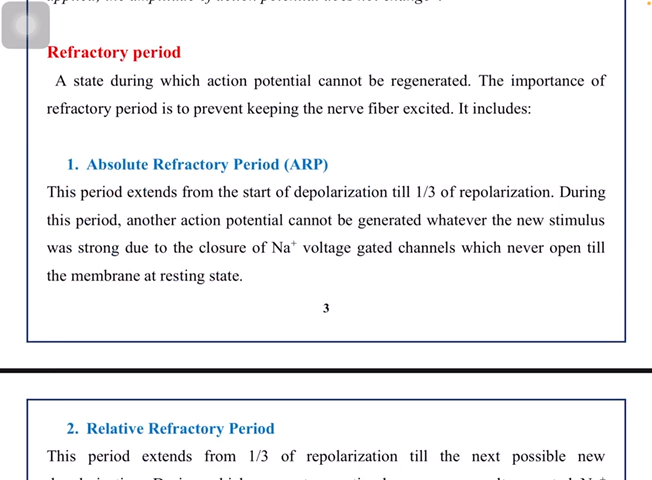 Refractory period
A state during which action potential cannot be regenerated. The importance of
refractory period is to prevent keeping the nerve fiber excited. It includes:
1. Absolute Refractory Period (ARP)
This period extends from the start of depolarization till 1/3 of repolarization. During
this period, another action potential cannot be generated whatever the new stimulus
was strong due to the closure of Na⁺ voltage gated channels which never open till
the membrane at resting state.
3
2. Relative Refractory Period
This period extends from 1/3 of repolarization till the next possible new